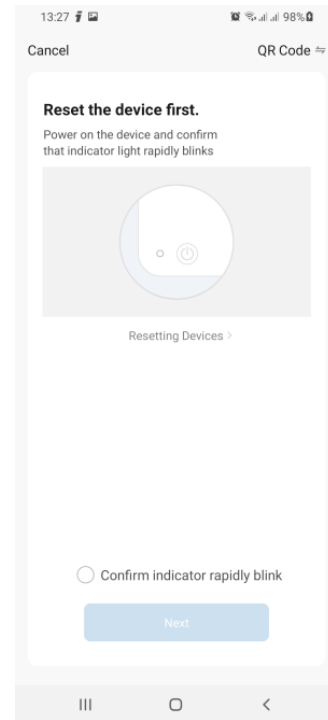 13:27
98%
Cancel
QR Code
Reset the device first.
Power on the device and confirm
that indicator light rapidly blinks
Resetting Devices >
Confirm indicator rapidly blink
Next